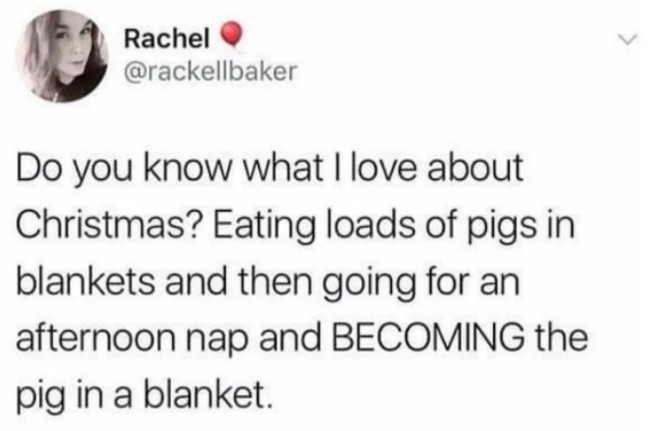 Rachel 🎈
@rackellbaker
Do you know what I love about
Christmas? Eating loads of pigs in
blankets and then going for an
afternoon nap and BECOMING the
pig in a blanket.